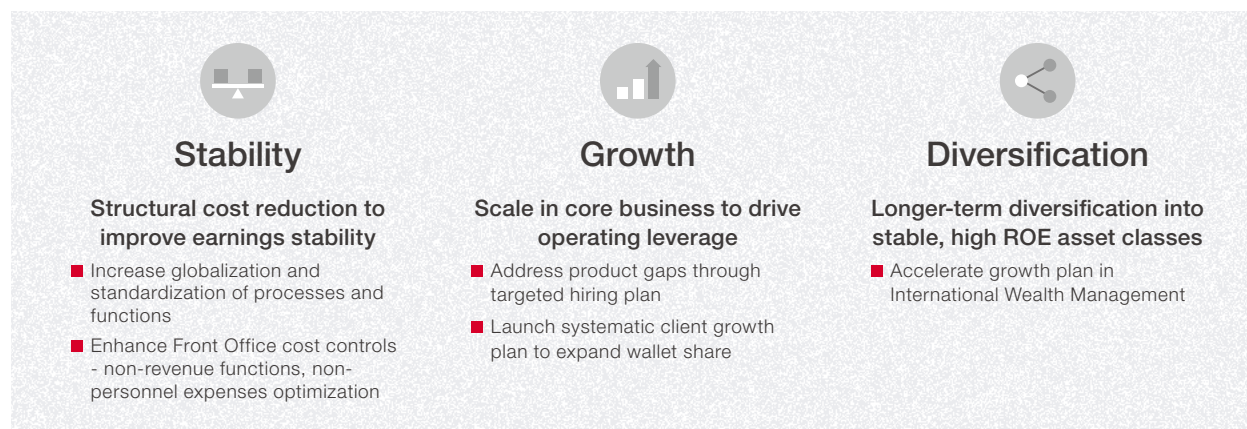 Stability
Structural cost reduction to
improve earnings stability
Increase globalization and
standardization of processes and
functions
Enhance Front Office cost controls
- non-revenue functions, non-
personnel expenses optimization
Growth
Scale in core business to drive
operating leverage
Address product gaps through
targeted hiring plan
Launch systematic client growth
plan to expand wallet share
Diversification
Longer-term diversification into
stable, high ROE asset classes
Accelerate growth plan in
International Wealth Management